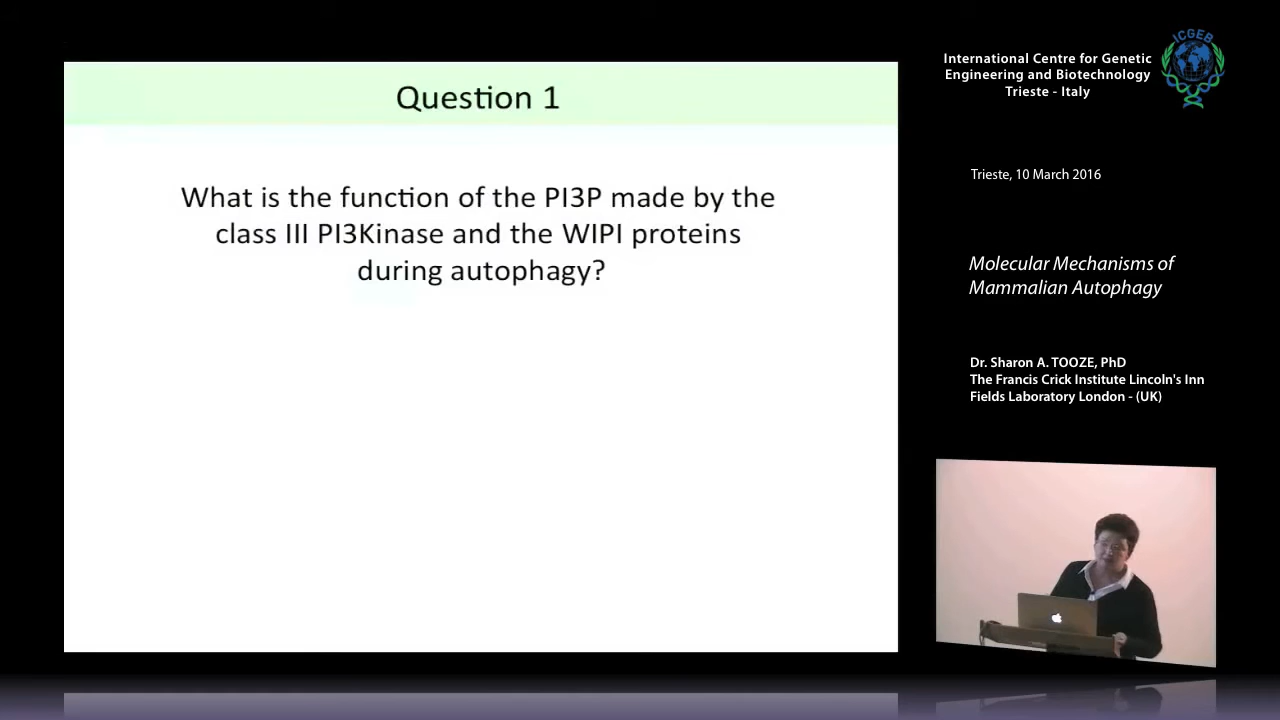 Question 1
What is the function of the PI3P made by the
class III PI3Kinase and the WIPI proteins
during autophagy?
International Centre for Genetic
Engineering and Biotechnology
Trieste - Italy
ICGEB
Trieste, 10 March 2016
Molecular Mechanisms of
Mammalian Autophagy
Dr. Sharon A. TOOZE, PhD
The Francis Crick Institute Lincoln's Inn
Fields Laboratory London - (UK)